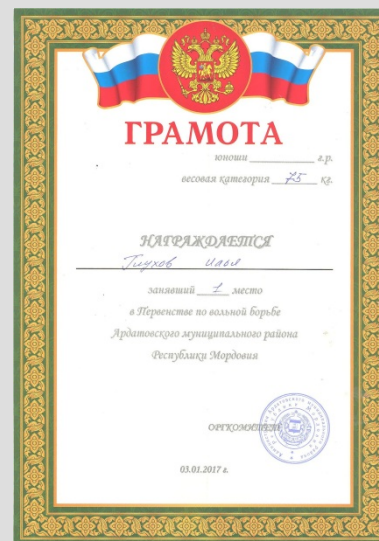 ГРАМОТА
юноши ____________ г.р.
весовая категория 75 кг.
НАГРАЖДАЕТСЯ
Глухов Илья
занявший 1 место
в Первенстве по вольной борьбе
Ардатовского муниципального района
Республики Мордовия
ОРГКОМИТЕТ
03.01.2017 г.